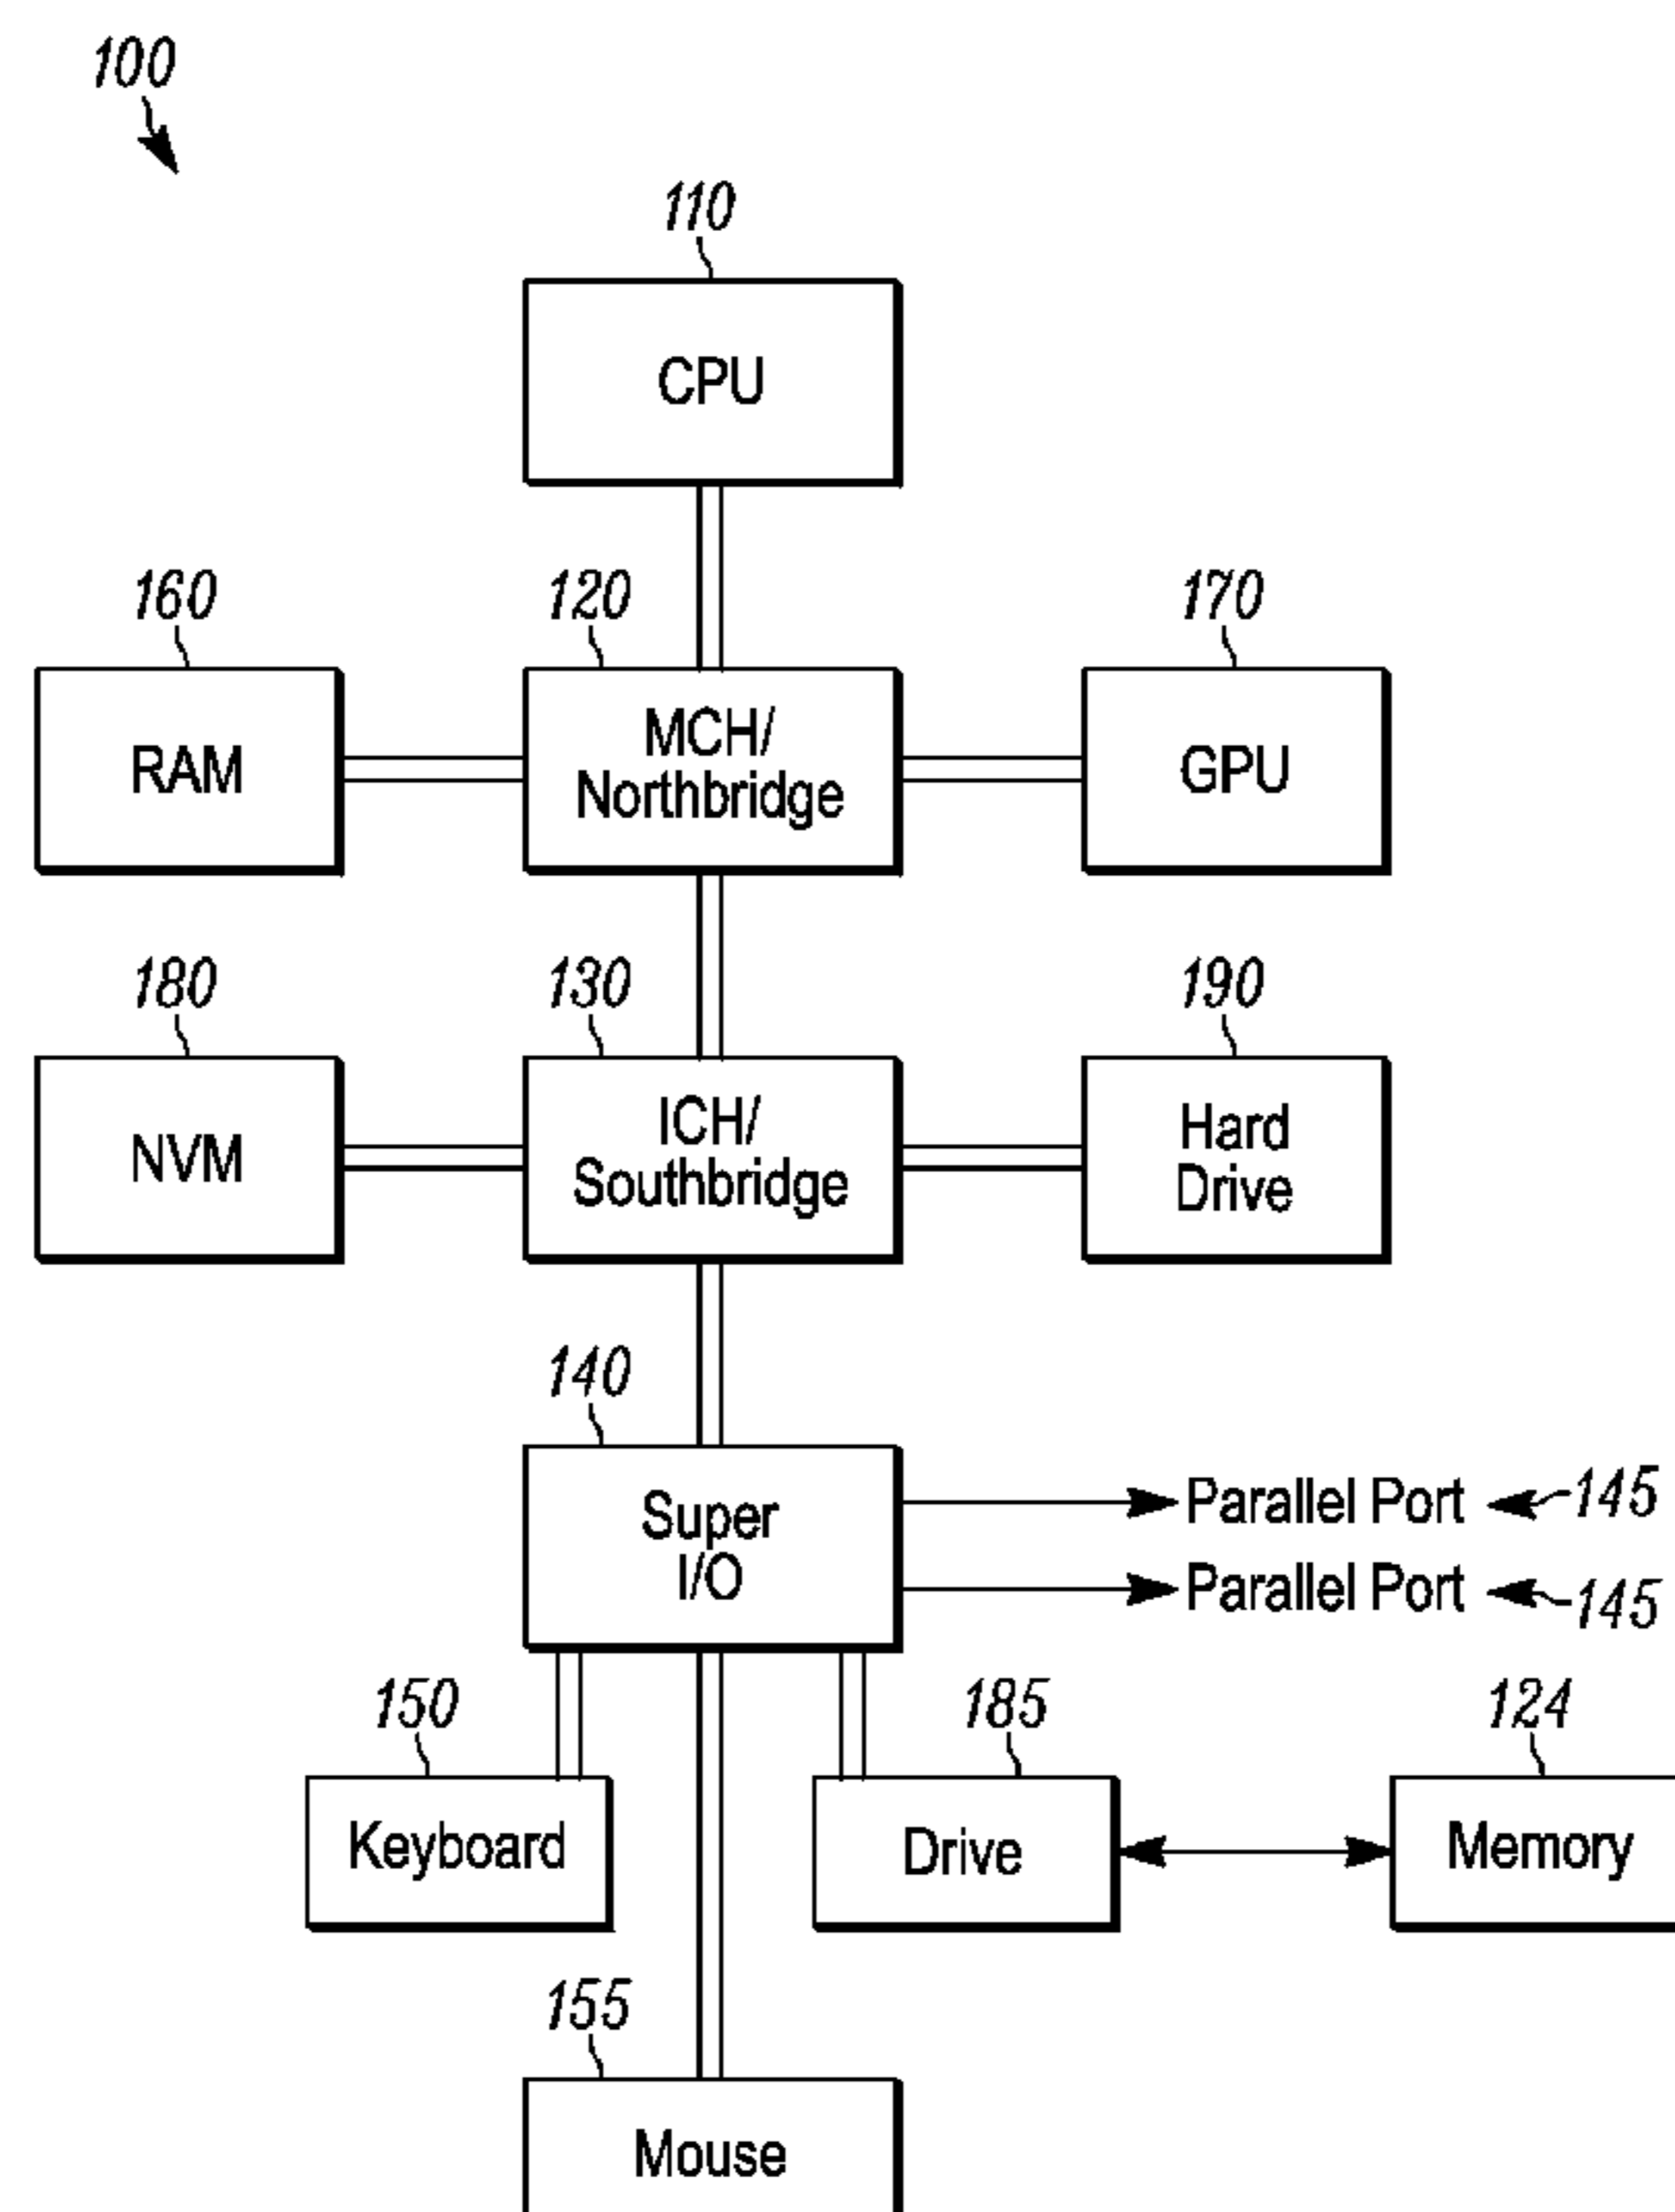 100
110
CPU
160
120
170
RAM
MCH/
Northbridge
GPU
180
130
190
NVM
ICH/
Southbridge
Hard
Drive
140
Super
I/O
Parallel Port
145
Parallel Port
145
150
185
124
Keyboard
Drive
Memory
155
Mouse